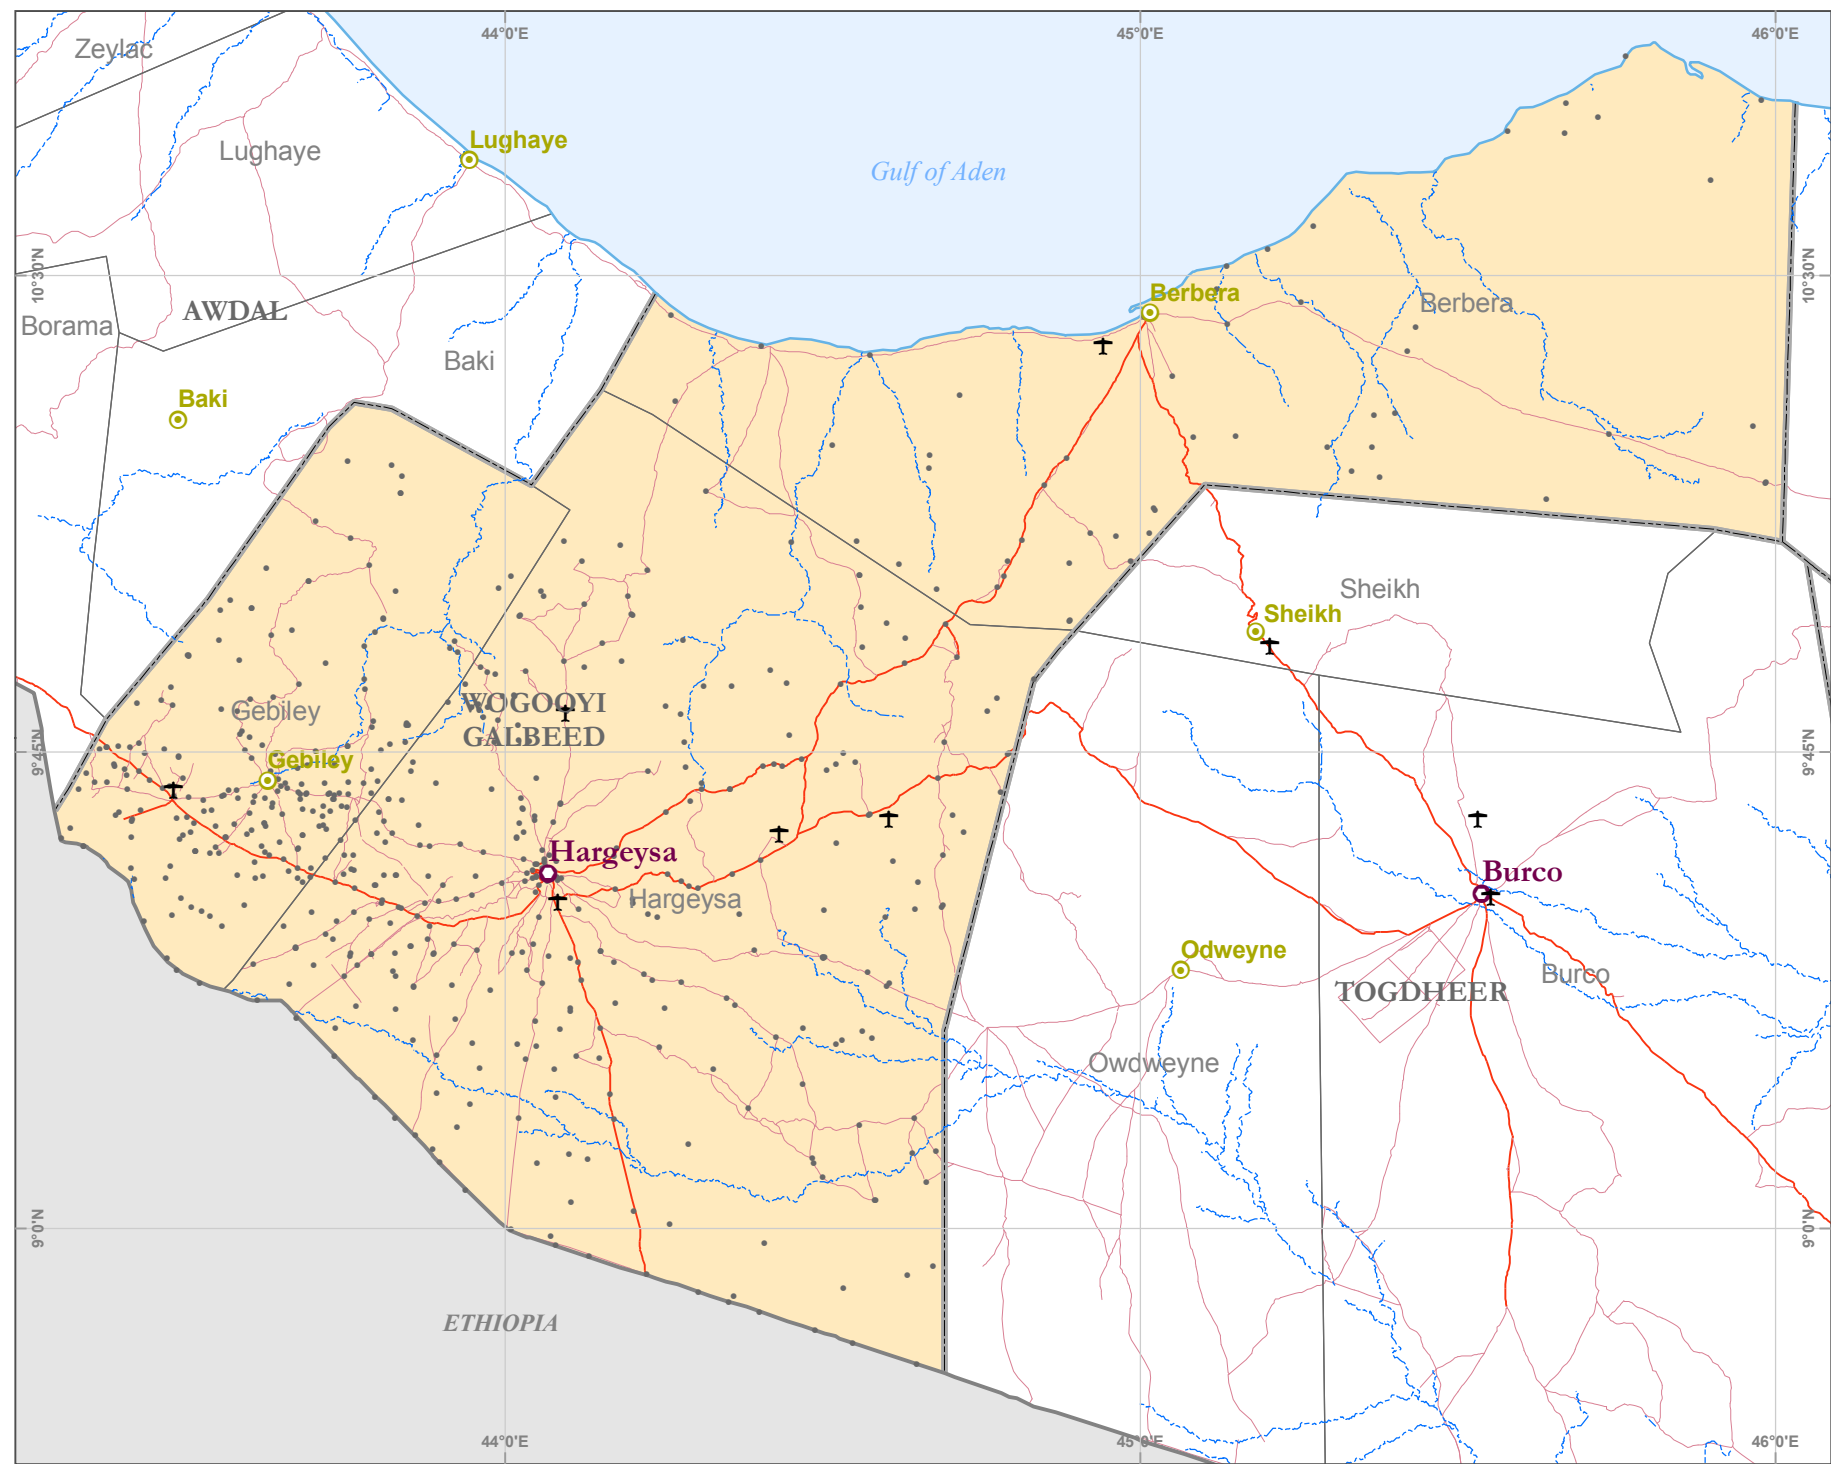 44°0'E
45°0'E
46°0'E
Zeylac
Lughaye
Lughaye
Gulf of Aden
10°30'N
10°30'N
AWDAL
Borama
Baki
Baki
Berbera
Berbera
Sheikh
Sheikh
WOGOOYI
GALBEED
Gebiley
Gebiley
9°45'N
9°45'N
Hargeysa
Hargeysa
Burco
Burco
Odweyne
TOGDHEER
Owdweyne
9°0'N
9°0'N
ETHIOPIA
44°0'E
45°0'E
46°0'E